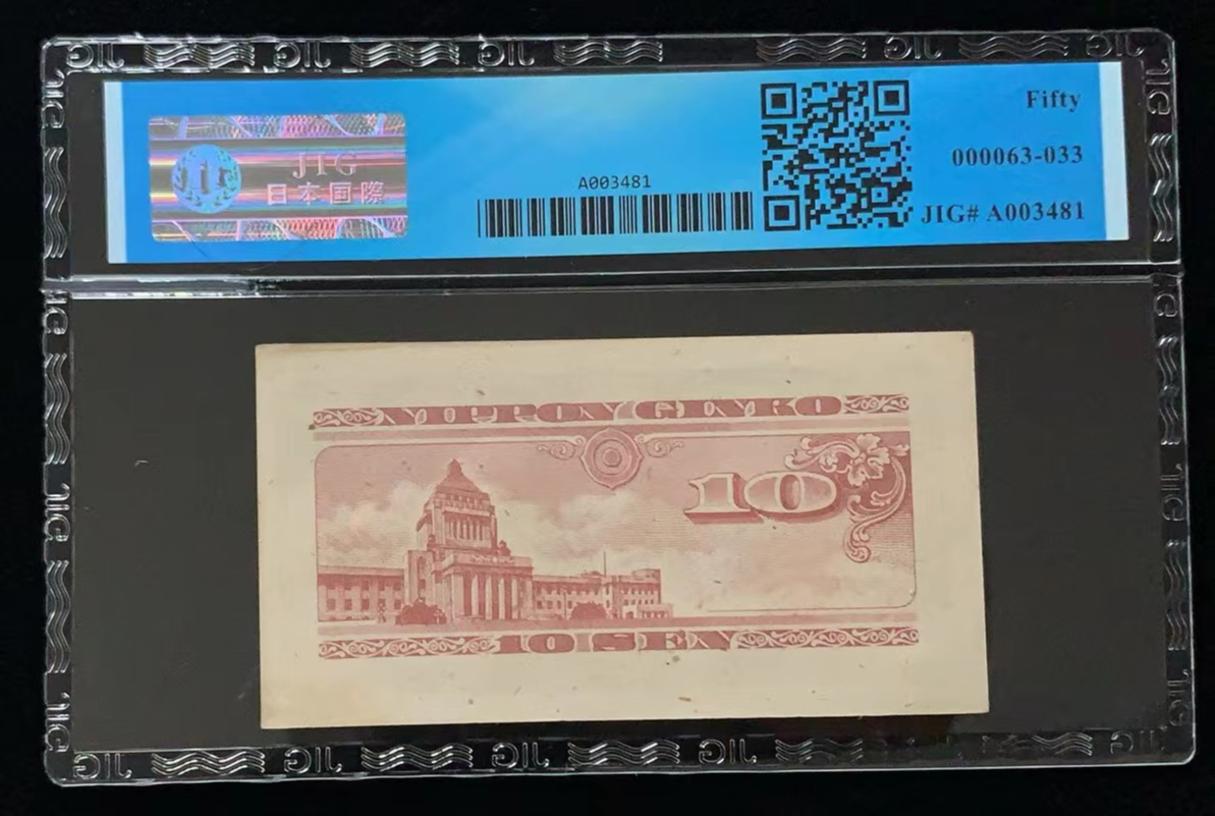 JIG
日本国際
A003481
Fifty
000063-033
JIG# A003481
NIPPON GINKO
10
10 SEN